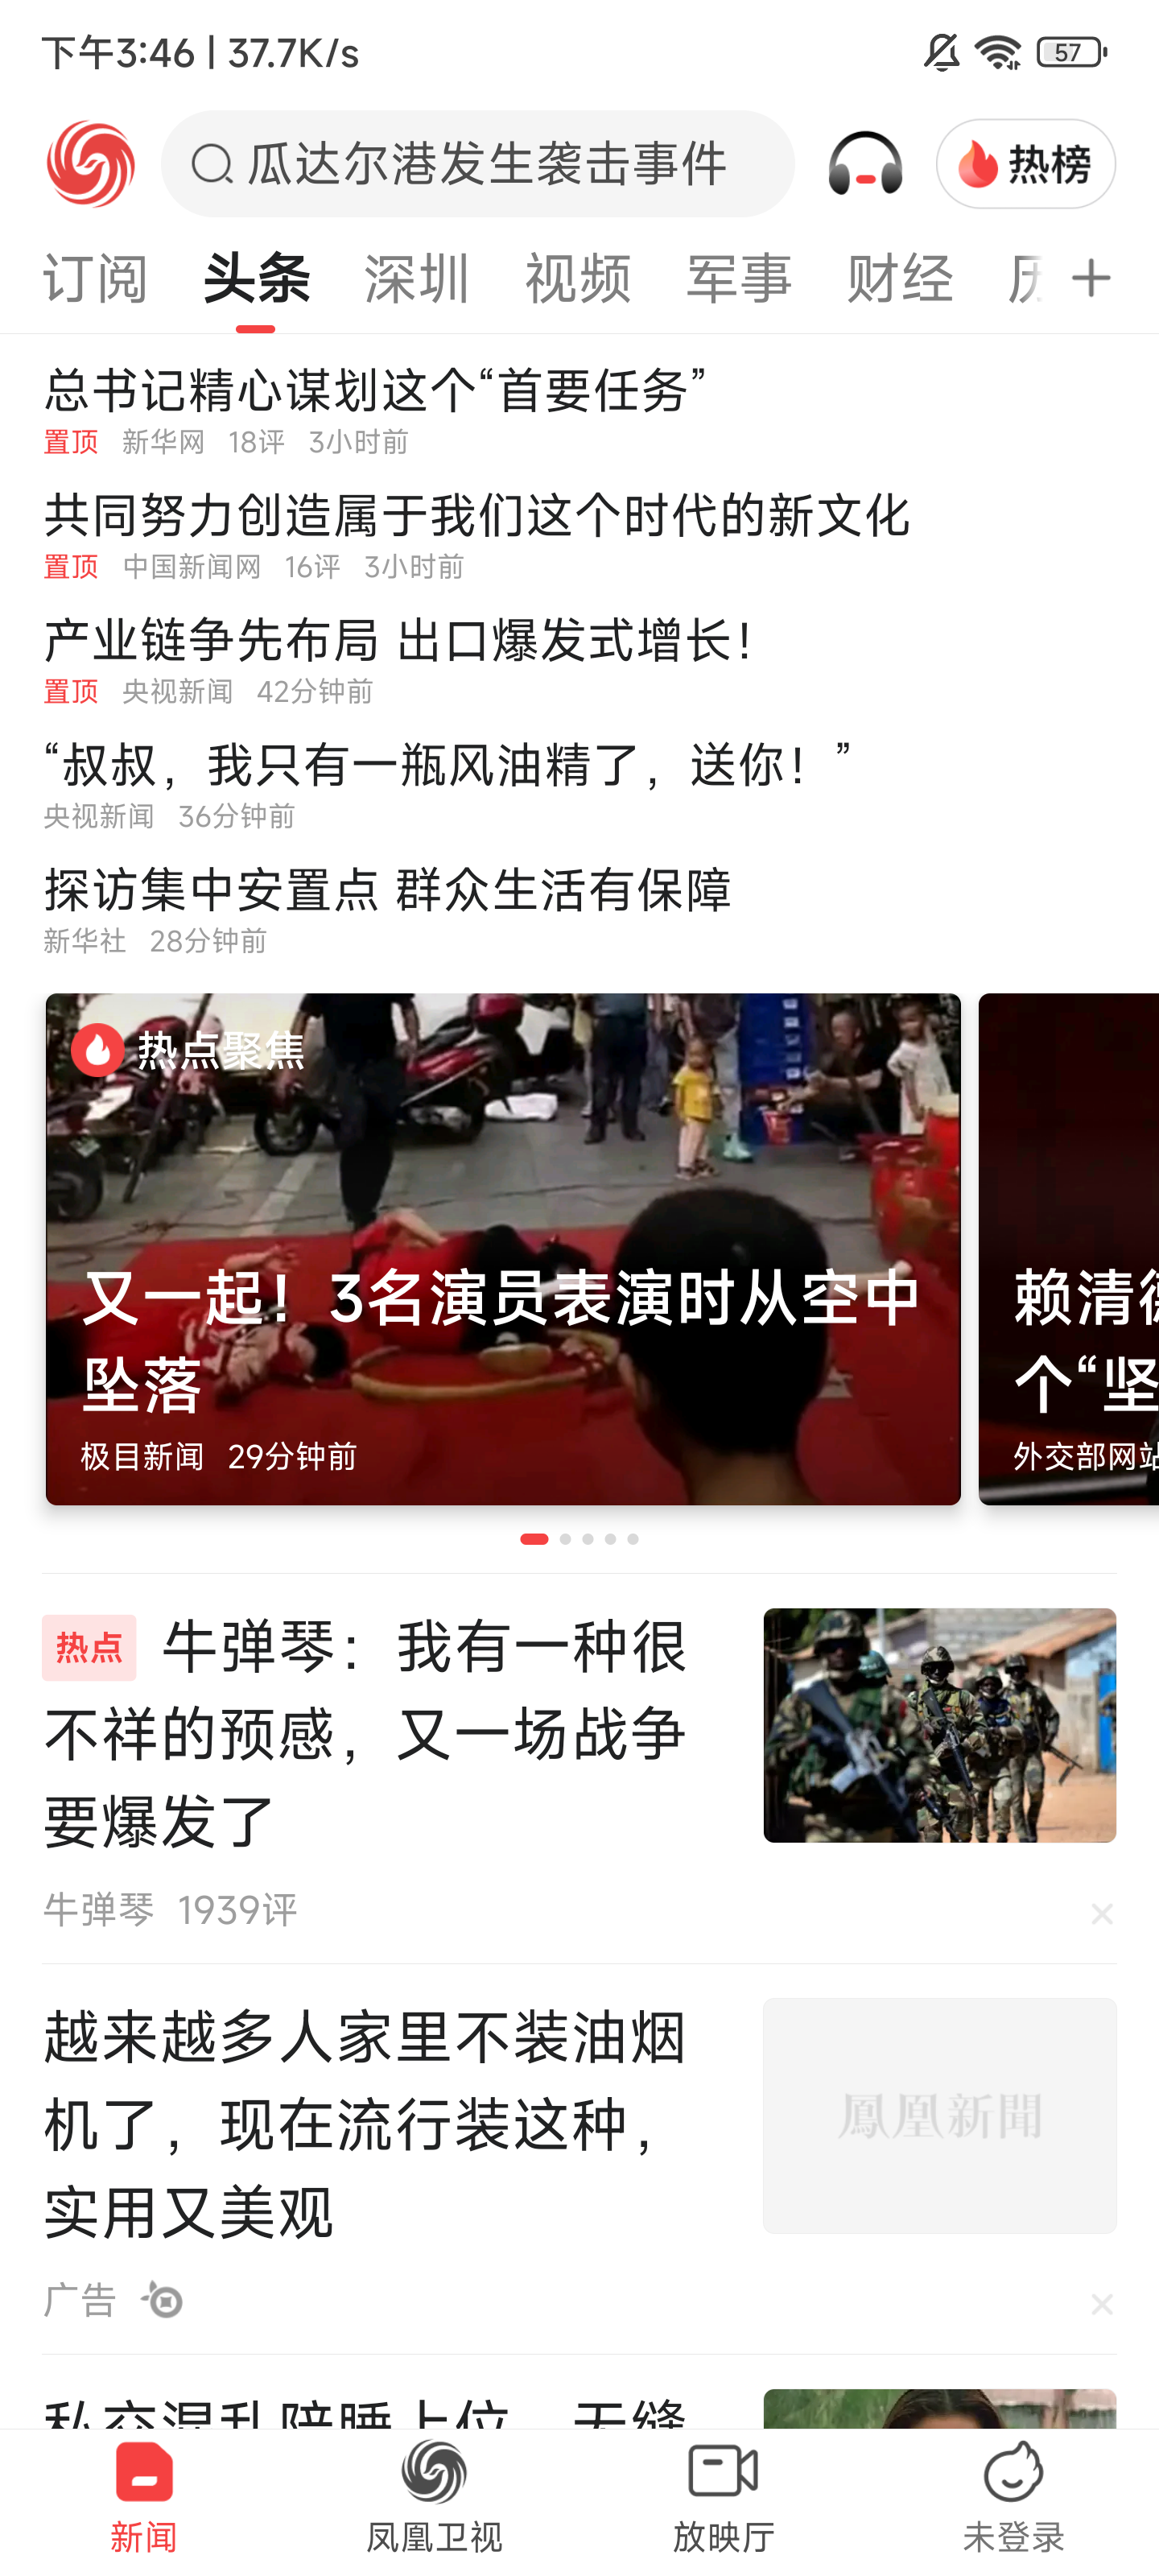 下午3:46 | 37.7K/s
57
瓜达尔港发生袭击事件
热榜
订阅 头条 深圳 视频 军事 财经
总书记精心谋划这个“首要任务”
置顶 新华网 18评 3小时前
共同努力创造属于我们这个时代的新文化
置顶 中国新闻网 16评 3小时前
产业链争先布局 出口爆发式增长！
置顶 央视新闻 42分钟前
“叔叔，我只有一瓶风油精了，送你！”
央视新闻 36分钟前
探访集中安置点 群众生活有保障
新华社 28分钟前
热点聚焦
又一起！3名演员表演时从空中
坠落
极目新闻 29分钟前
赖清德
个“坚
外交部网站
热点 牛弹琴：我有一种很
不祥的预感，又一场战争
要爆发了
牛弹琴 1939评
越来越多人家里不装油烟
机了，现在流行装这种，
实用又美观
鳳凰新聞
广告
私交混乱陪睡上位，无缝
新闻 凤凰卫视 放映厅 未登录